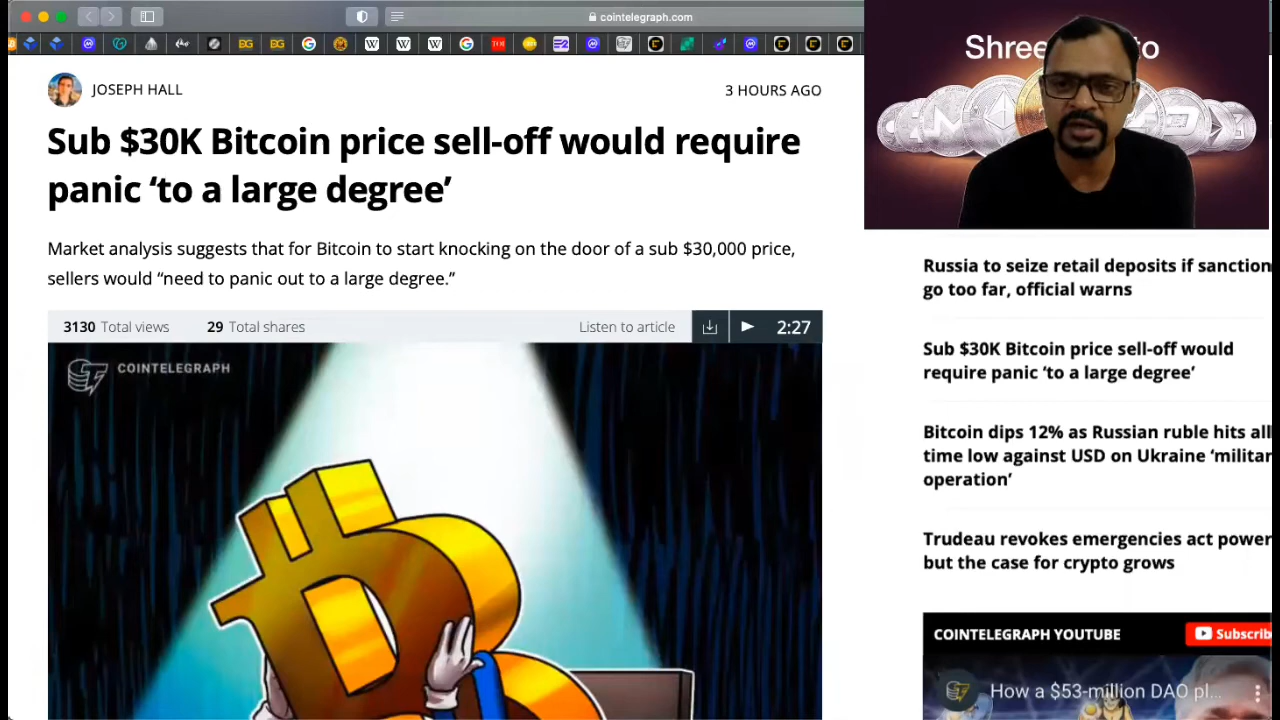 cointelegraph.com
JOSEPH HALL
3 HOURS AGO
Sub $30K Bitcoin price sell-off would require
panic ‘to a large degree’
Market analysis suggests that for Bitcoin to start knocking on the door of a sub $30,000 price,
sellers would “need to panic out to a large degree.”
3130 Total views
29 Total shares
Listen to article
2:27
COINTELEGRAPH
Russia to seize retail deposits if sanction
go too far, official warns
Sub $30K Bitcoin price sell-off would
require panic ‘to a large degree’
Bitcoin dips 12% as Russian ruble hits all
time low against USD on Ukraine ‘militar
operation’
Trudeau revokes emergencies act power
but the case for crypto grows
COINTELEGRAPH YOUTUBE
Subscrib
How a $53-million DAO pl...